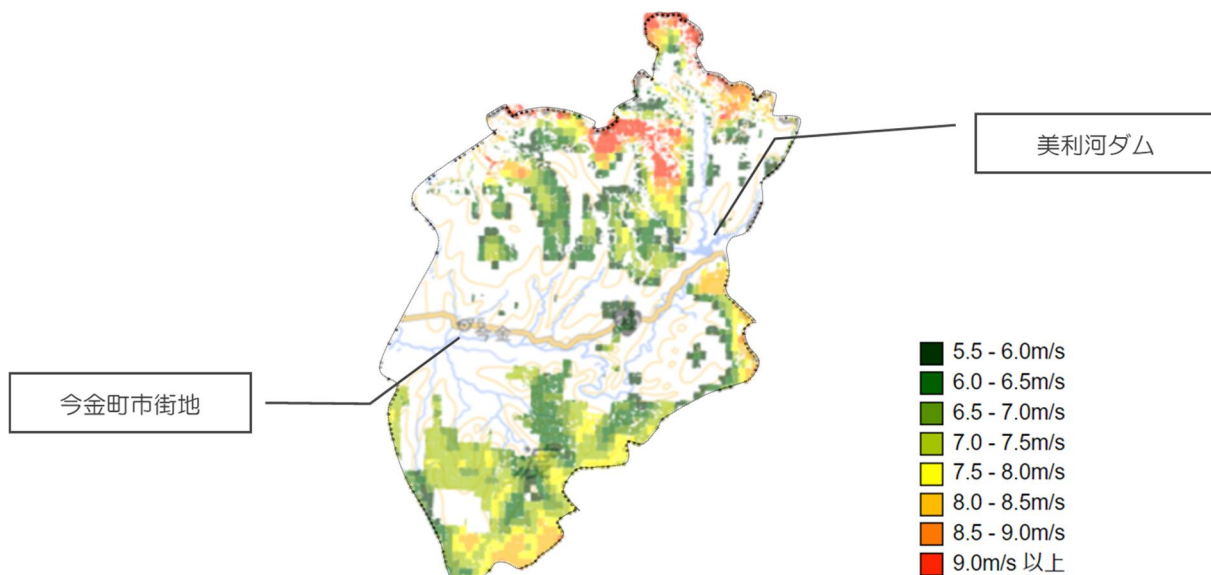 美利河ダム
今金
今金町市街地
5.5 - 6.0m/s
6.0 - 6.5m/s
6.5 - 7.0m/s
7.0 - 7.5m/s
7.5 - 8.0m/s
8.0 - 8.5m/s
8.5 - 9.0m/s
9.0m/s 以上